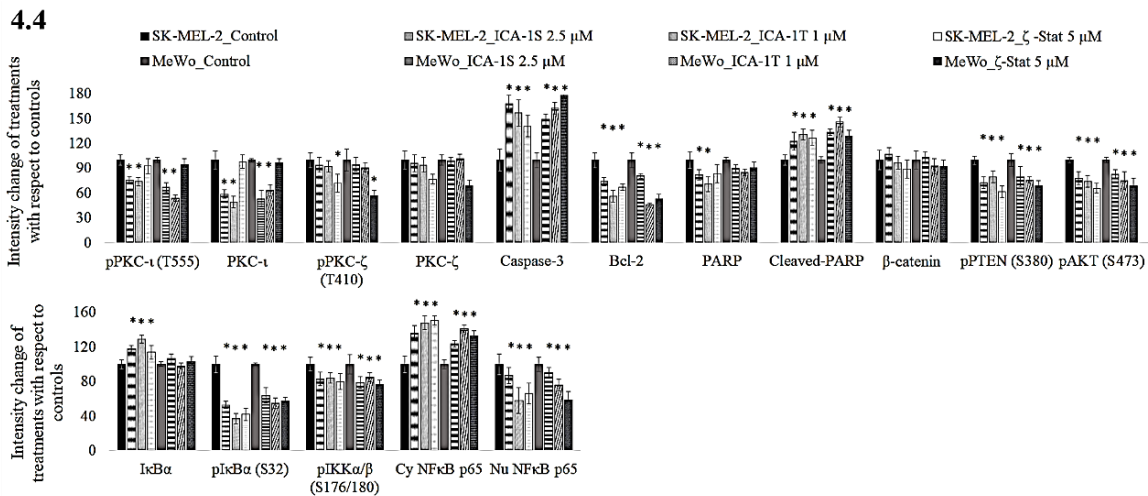 4.4
SK-MEL-2_Control
SK-MEL-2_ICA-1S 2.5 μM
SK-MEL-2_ICA-1T 1 μM
SK-MEL-2_ζ -Stat 5 μM
MeWo_Control
MeWo_ICA-1S 2.5 μM
MeWo_ICA-1T 1 μM
MeWo_ζ-Stat 5 μM
Intensity change of treatments
with respect to controls
180
150
120
90
60
30
0
* *
* *
* *
* *
*
*
* * *
* * *
* * *
* * *
* *
* * *
* * *
* * *
* * *
* * *
* * *
pPKC-ι (T555)
PKC-ι
pPKC-ζ
(T410)
PKC-ζ
Caspase-3
Bcl-2
PARP
Cleaved-PARP
β-catenin
pPTEN (S380)
pAKT (S473)
Intensity change of
treatments with respect to
controls
160
120
80
40
0
* * *
* * *
* * *
* * *
* * *
* * *
* * *
* * *
* * *
IκBα
pIκBα (S32)
pIKKα/β
(S176/180)
Cy NFκB p65
Nu NFκB p65